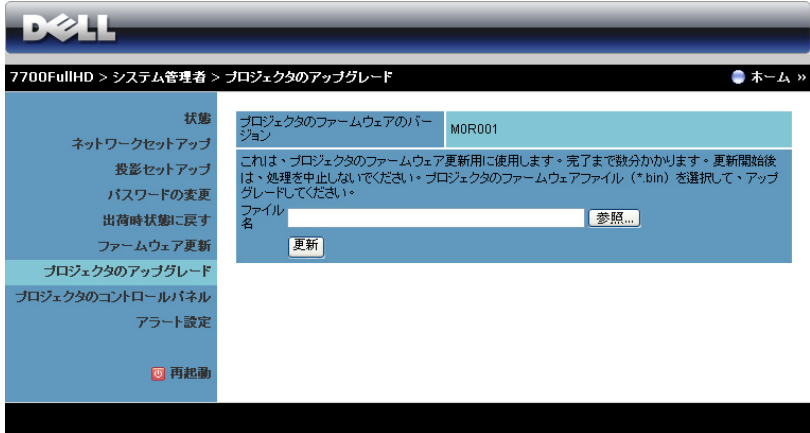 DELL
7700FullHD > システム管理者 > プロジェクタのアップグレード
ホーム »
状態
ネットワークセットアップ
投影セットアップ
パスワードの変更
出荷時状態に戻す
ファームウェア更新
プロジェクタのアップグレード
プロジェクタのコントロールパネル
アラート設定
再起動
プロジェクタのファームウェアのバー
ジョン
M0R001
これは、プロジェクタのファームウェア更新用に使用します。完了まで数分かかります。更新開始後
は、処理を中止しないでください。プロジェクタのファームウェアファイル（*.bin）を選択して、アップ
グレードしてください。
ファイル
名
参照...
更新